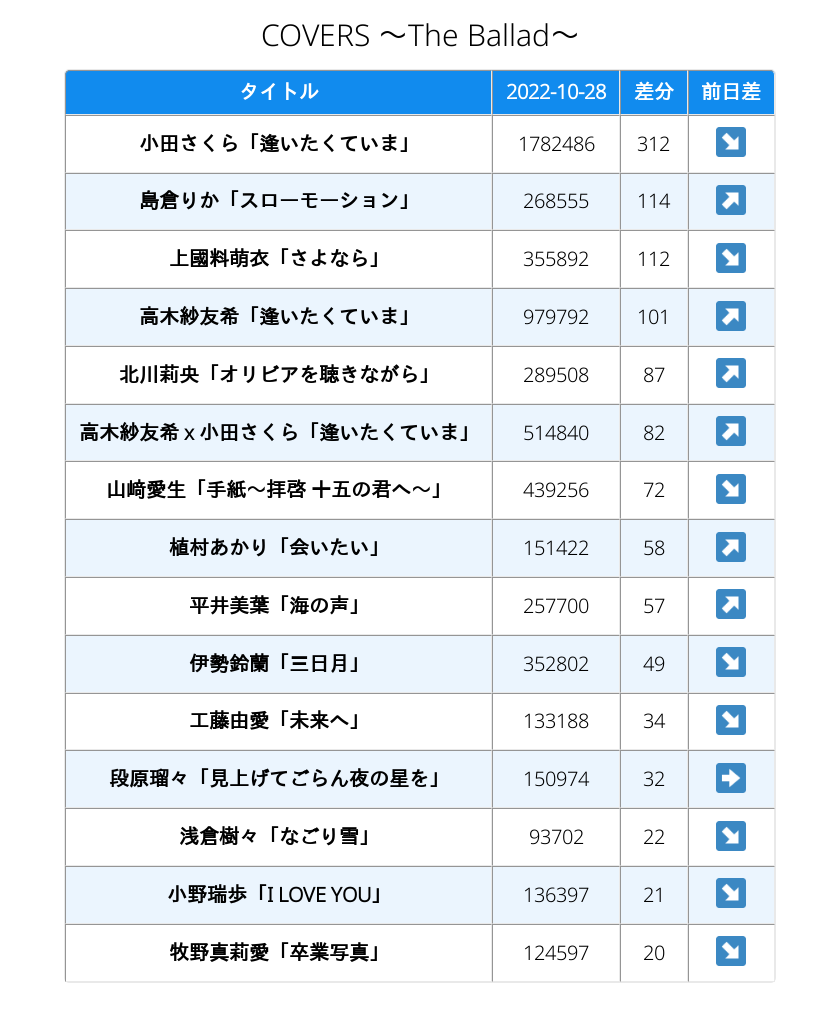 COVERS ～The Ballad～
タイトル 2022-10-28 差分 前日差
小田さくら「逢いたくていま」 1782486 312 ↘
島倉りか「スローモーション」 268555 114 ↗
上國料萌衣「さよなら」 355892 112 ↘
高木紗友希「逢いたくていま」 979792 101 ↗
北川莉央「オリビアを聴きながら」 289508 87 ↗
高木紗友希 x 小田さくら「逢いたくていま」 514840 82 ↗
山﨑愛生「手紙～拝啓 十五の君へ～」 439256 72 ↘
植村あかり「会いたい」 151422 58 ↗
平井美葉「海の声」 257700 57 ↗
伊勢鈴蘭「三日月」 352802 49 ↘
工藤由愛「未来へ」 133188 34 ↘
段原瑠々「見上げてごらん夜の星を」 150974 32 ➡
浅倉樹々「なごり雪」 93702 22 ↘
小野瑞歩「I LOVE YOU」 136397 21 ↘
牧野真莉愛「卒業写真」 124597 20 ↘